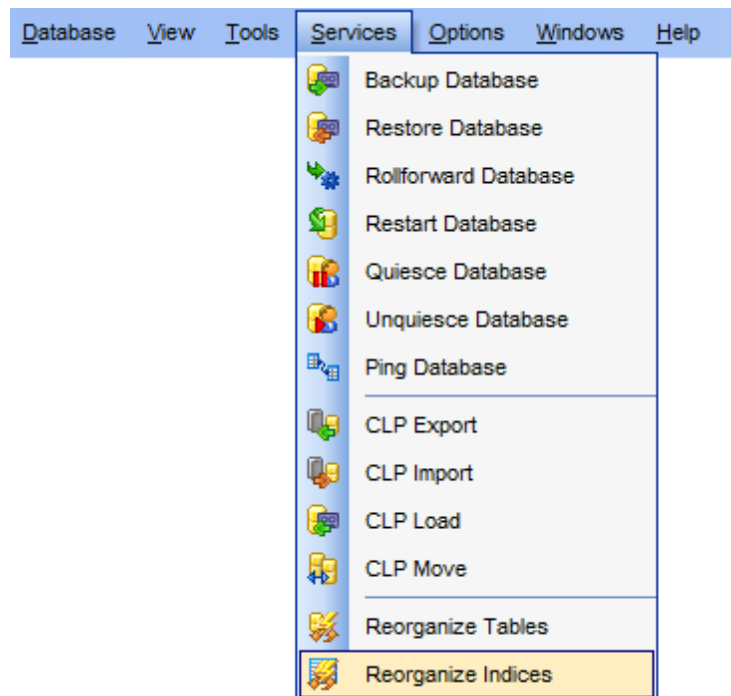 Database View Tools Services Options Windows Help
Backup Database
Restore Database
Rollforward Database
Restart Database
Quiesce Database
Unquiesce Database
Ping Database
CLP Export
CLP Import
CLP Load
CLP Move
Reorganize Tables
Reorganize Indices